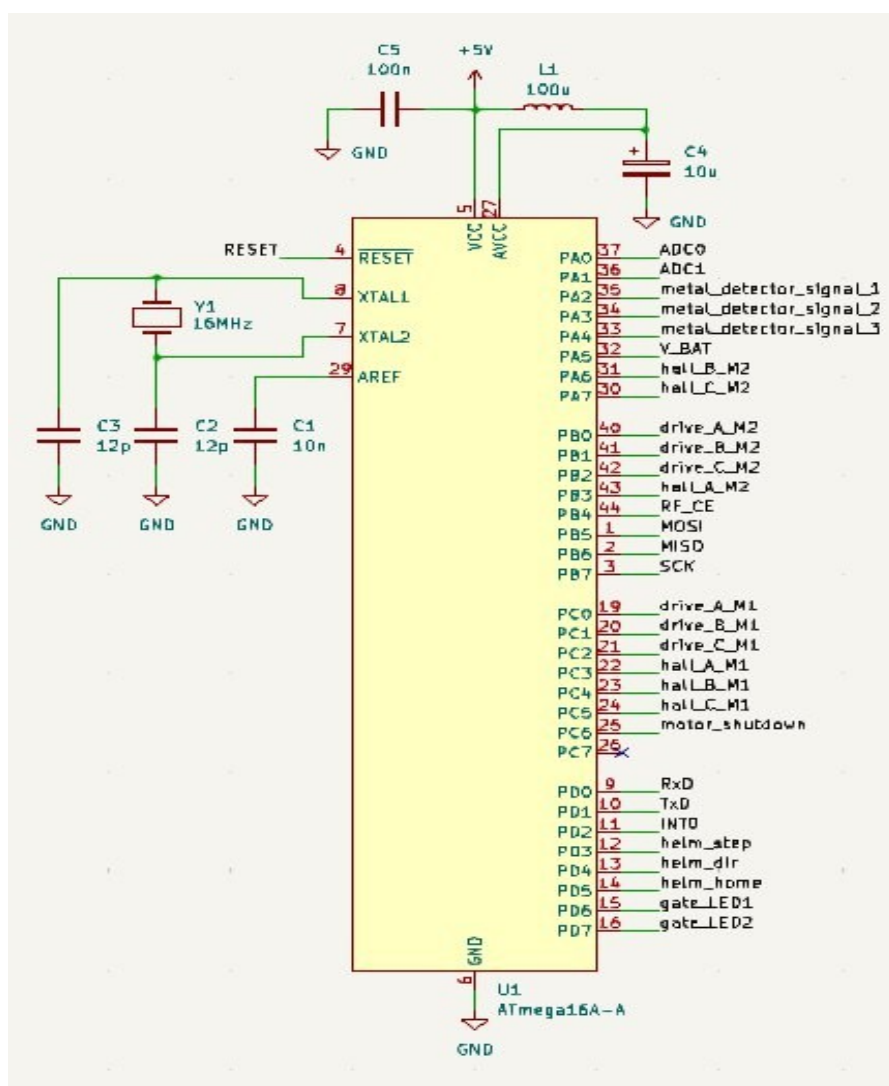 C5
100n
+5V
L1
100u
GND
+
C4
10u
GND
5
VCC
27
AVCC
RESET 4 RESET
8 XTAL1
Y1
16MHz
7 XTAL2
29 AREF
C3
12p
C2
12p
C1
10n
GND
GND
GND
PA0 37 ADC0
PA1 36 ADC1
PA2 35 metal_detector_signal_1
PA3 34 metal_detector_signal_2
PA4 33 metal_detector_signal_3
PA5 32 V_BAT
PA6 31 hall_B_M2
PA7 30 hall_C_M2
PB0 40 drive_A_M2
PB1 41 drive_B_M2
PB2 42 drive_C_M2
PB3 43 hall_A_M2
PB4 44 RF_CE
PB5 1 MOSI
PB6 2 MISO
PB7 3 SCK
PC0 19 drive_A_M1
PC1 20 drive_B_M1
PC2 21 drive_C_M1
PC3 22 hall_A_M1
PC4 23 hall_B_M1
PC5 24 hall_C_M1
PC6 25 motor_shutdown
PC7 26
PD0 9 RxD
PD1 10 TxD
PD2 11 INT0
PD3 12 helm_step
PD4 13 helm_dir
PD5 14 helm_home
PD6 15 gate_LED1
PD7 16 gate_LED2
GND
6
U1
ATmega16A-A
GND